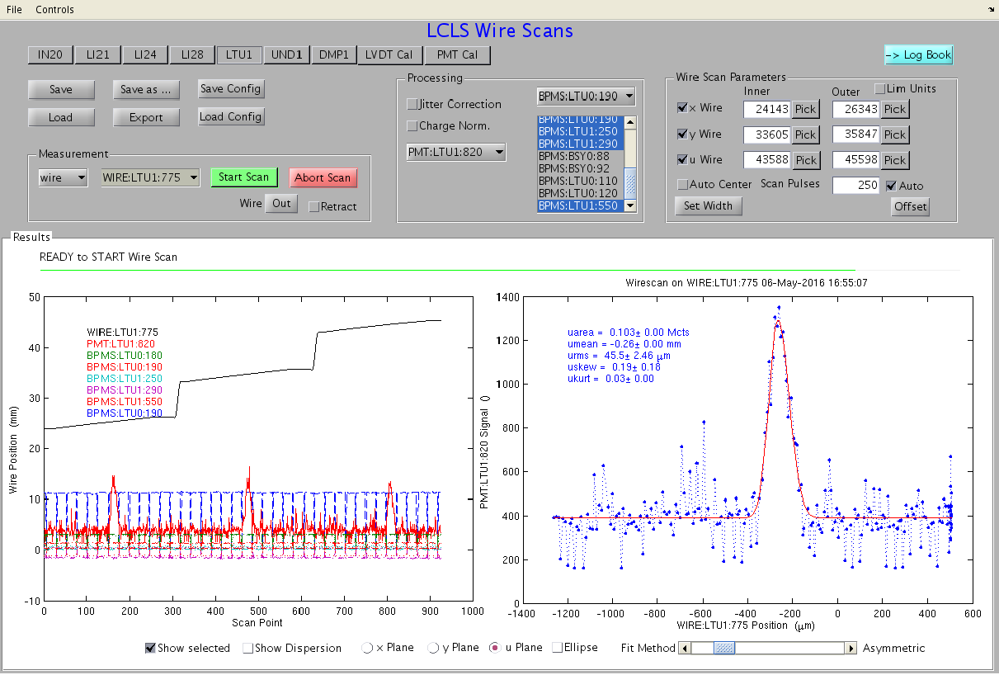 File Controls
LCLS Wire Scans
IN20 LI21 LI24 LI28 LTU1 UND1 DMP1 LVDT Cal PMT Cal
-> Log Book
Save Save as ... Save Config
Load Export Load Config
Measurement
wire WIRE:LTU1:775 Start Scan Abort Scan
Wire Out Retract
Processing
Jitter Correction
Charge Norm.
PMT:LTU1:820
BPMS:LTU0:190
BPMS:LTU0:190
BPMS:LTU1:250
BPMS:LTU1:290
BPMS:BSY0:88
BPMS:BSY0:92
BPMS:LTU0:110
BPMS:LTU0:120
BPMS:LTU1:550
Wire Scan Parameters
Inner Outer Lim Units
x Wire 24143 Pick 26343 Pick
y Wire 33605 Pick 35847 Pick
u Wire 43588 Pick 45598 Pick
Auto Center Scan Pulses 250 Auto
Set Width Offset
Results
READY to START Wire Scan
50
40
30
20
10
0
-10
Wire Position (mm)
WIRE:LTU1:775
PMT:LTU1:820
BPMS:LTU0:180
BPMS:LTU0:190
BPMS:LTU1:250
BPMS:LTU1:290
BPMS:LTU1:550
BPMS:LTU0:190
0 100 200 300 400 500 600 700 800 900 1000
Scan Point
Wirescan on WIRE:LTU1:775 06-May-2016 16:55:07
1400
1200
1000
800
600
400
200
0
PMT:LTU1:820 Signal ()
uarea = 0.103± 0.00 Mcts
umean = -0.26± 0.00 mm
urms = 45.5± 2.46 μm
uskew = 0.19± 0.18
ukurt = 0.03± 0.00
-1400 -1200 -1000 -800 -600 -400 -200 0 200 400 600
WIRE:LTU1:775 Position (μm)
Show selected Show Dispersion x Plane y Plane u Plane Ellipse Fit Method Asymmetric